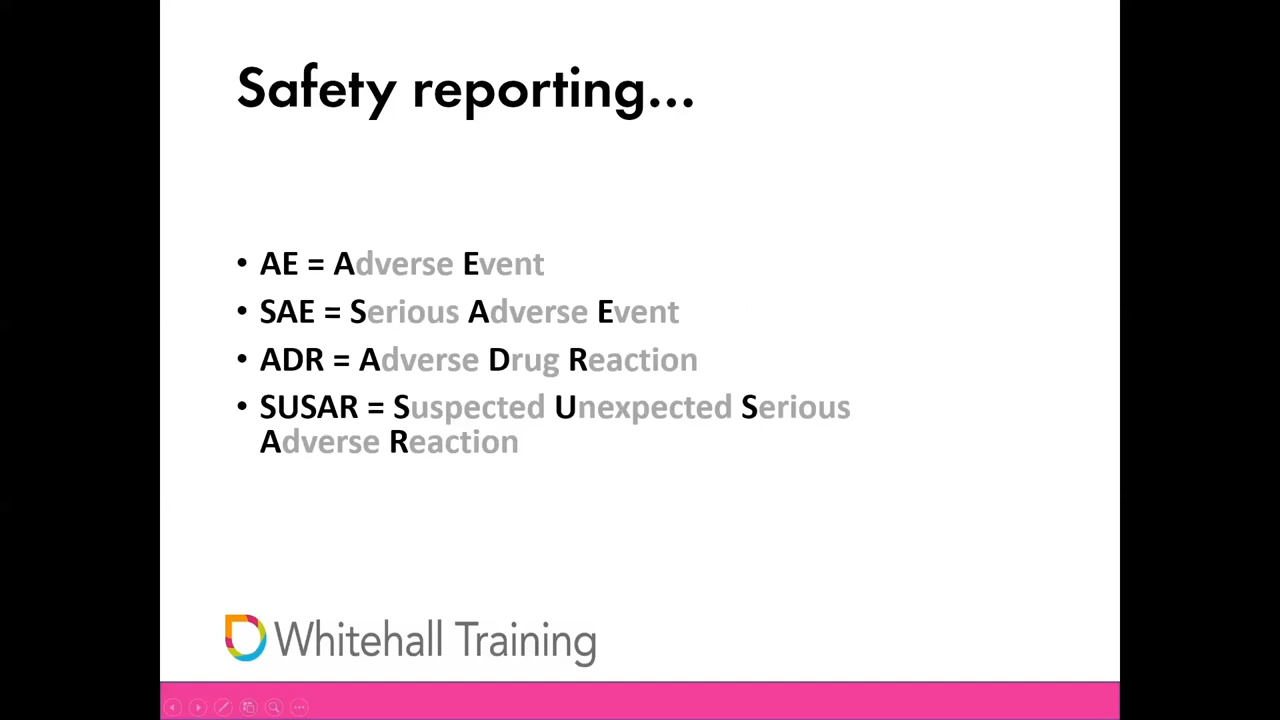 Safety reporting...
• AE = Adverse Event
• SAE = Serious Adverse Event
• ADR = Adverse Drug Reaction
• SUSAR = Suspected Unexpected Serious
Adverse Reaction
Whitehall Training